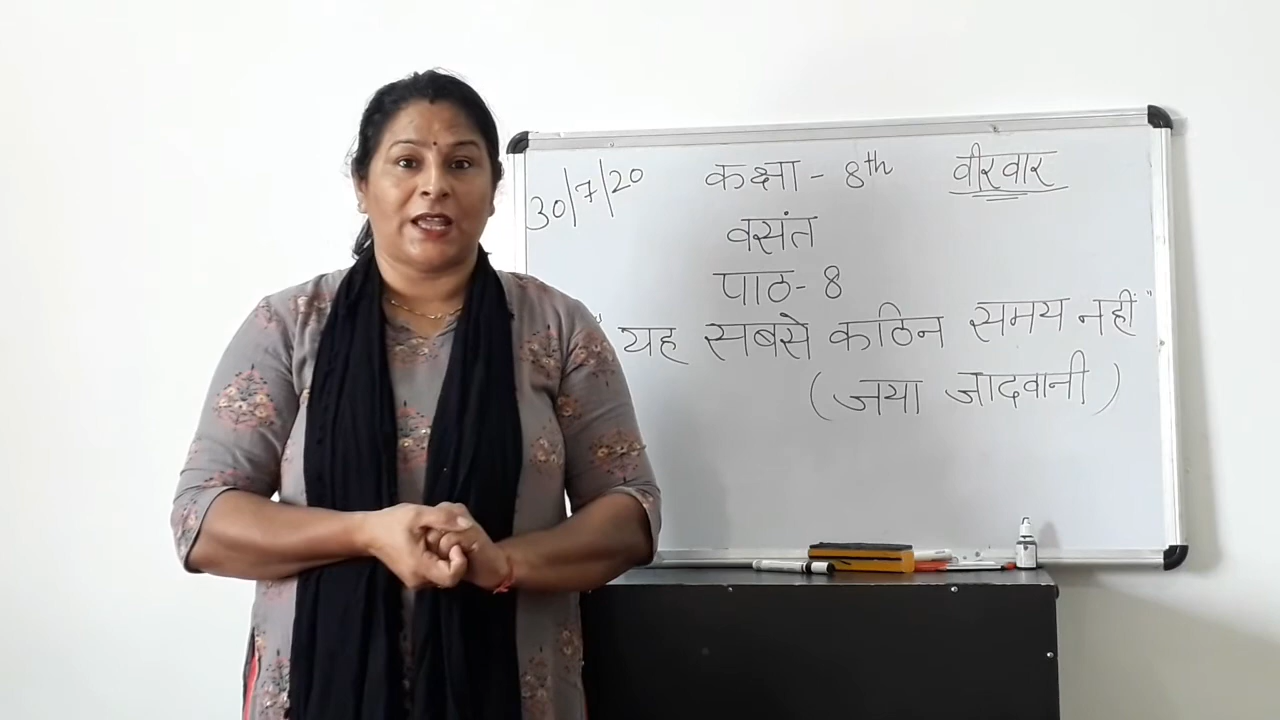 30/7/20 कक्षा - 8th वीरवार
वसंत
पाठ - 8
"यह सबसे कठिन समय नहीं"
(जया जादवानी)